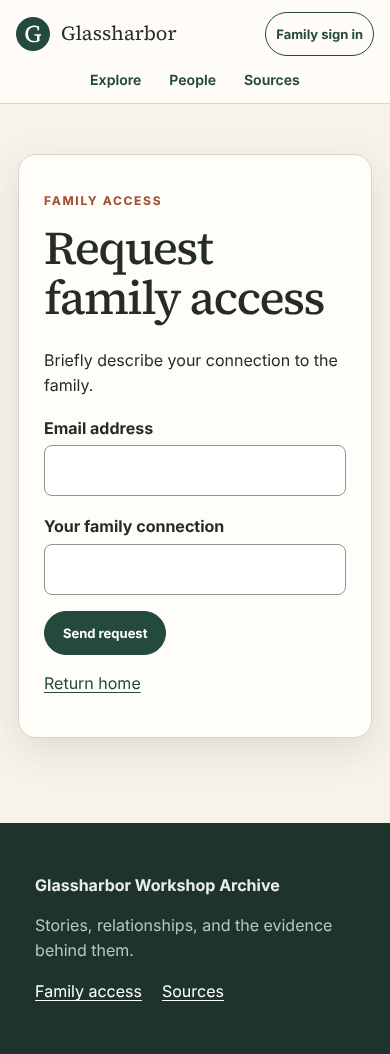 G Glassharbor
Family sign in
Explore People Sources
FAMILY ACCESS
Request
family access
Briefly describe your connection to the
family.
Email address
Your family connection
Send request
Return home
Glassharbor Workshop Archive
Stories, relationships, and the evidence
behind them.
Family access Sources